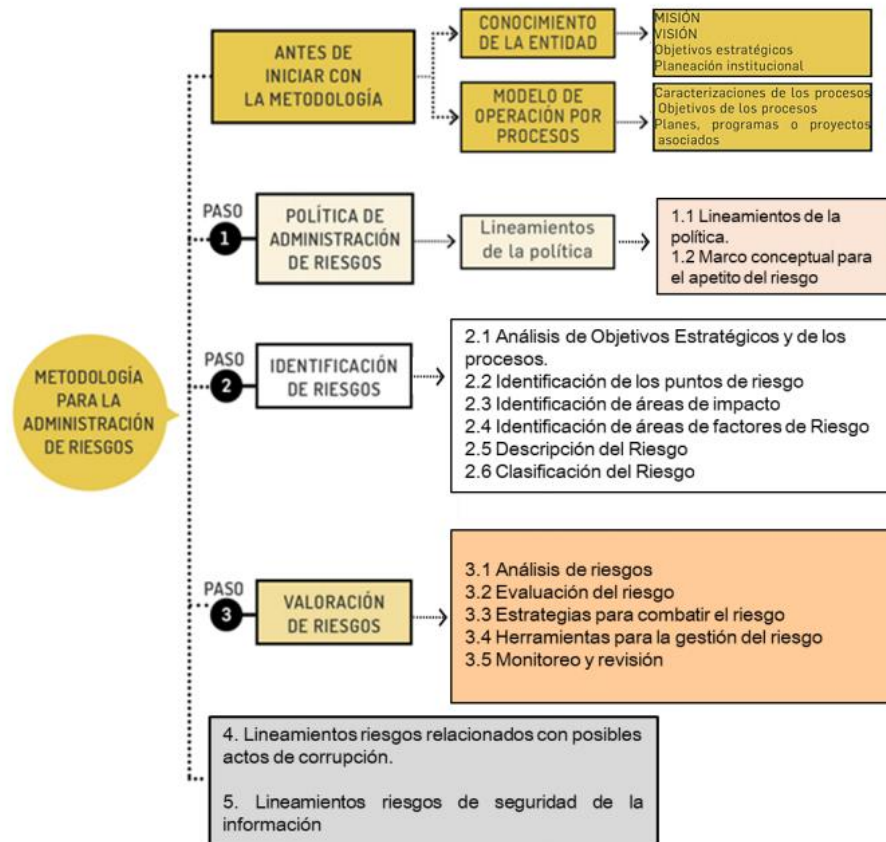 ANTES DE
INICIAR CON
LA METODOLOGÍA
CONOCIMIENTO
DE LA ENTIDAD
MISIÓN
VISIÓN
Objetivos estratégicos
Planeación institucional
MODELO DE
OPERACIÓN POR
PROCESOS
Caracterizaciones de los procesos
Objetivos de los procesos
Planes, programas o proyectos
asociados
PASO
1
POLÍTICA DE
ADMINISTRACIÓN
DE RIESGOS
Lineamientos
de la política
1.1 Lineamientos de la
política.
1.2 Marco conceptual para
el apetito del riesgo
METODOLOGÍA
PARA LA
ADMINISTRACIÓN
DE RIESGOS
PASO
2
IDENTIFICACIÓN
DE RIESGOS
2.1 Análisis de Objetivos Estratégicos y de los
procesos.
2.2 Identificación de los puntos de riesgo
2.3 Identificación de áreas de impacto
2.4 Identificación de áreas de factores de Riesgo
2.5 Descripción del Riesgo
2.6 Clasificación del Riesgo
PASO
3
VALORACIÓN
DE RIESGOS
3.1 Análisis de riesgos
3.2 Evaluación del riesgo
3.3 Estrategias para combatir el riesgo
3.4 Herramientas para la gestión del riesgo
3.5 Monitoreo y revisión
4. Lineamientos riesgos relacionados con posibles
actos de corrupción.
5. Lineamientos riesgos de seguridad de la
información